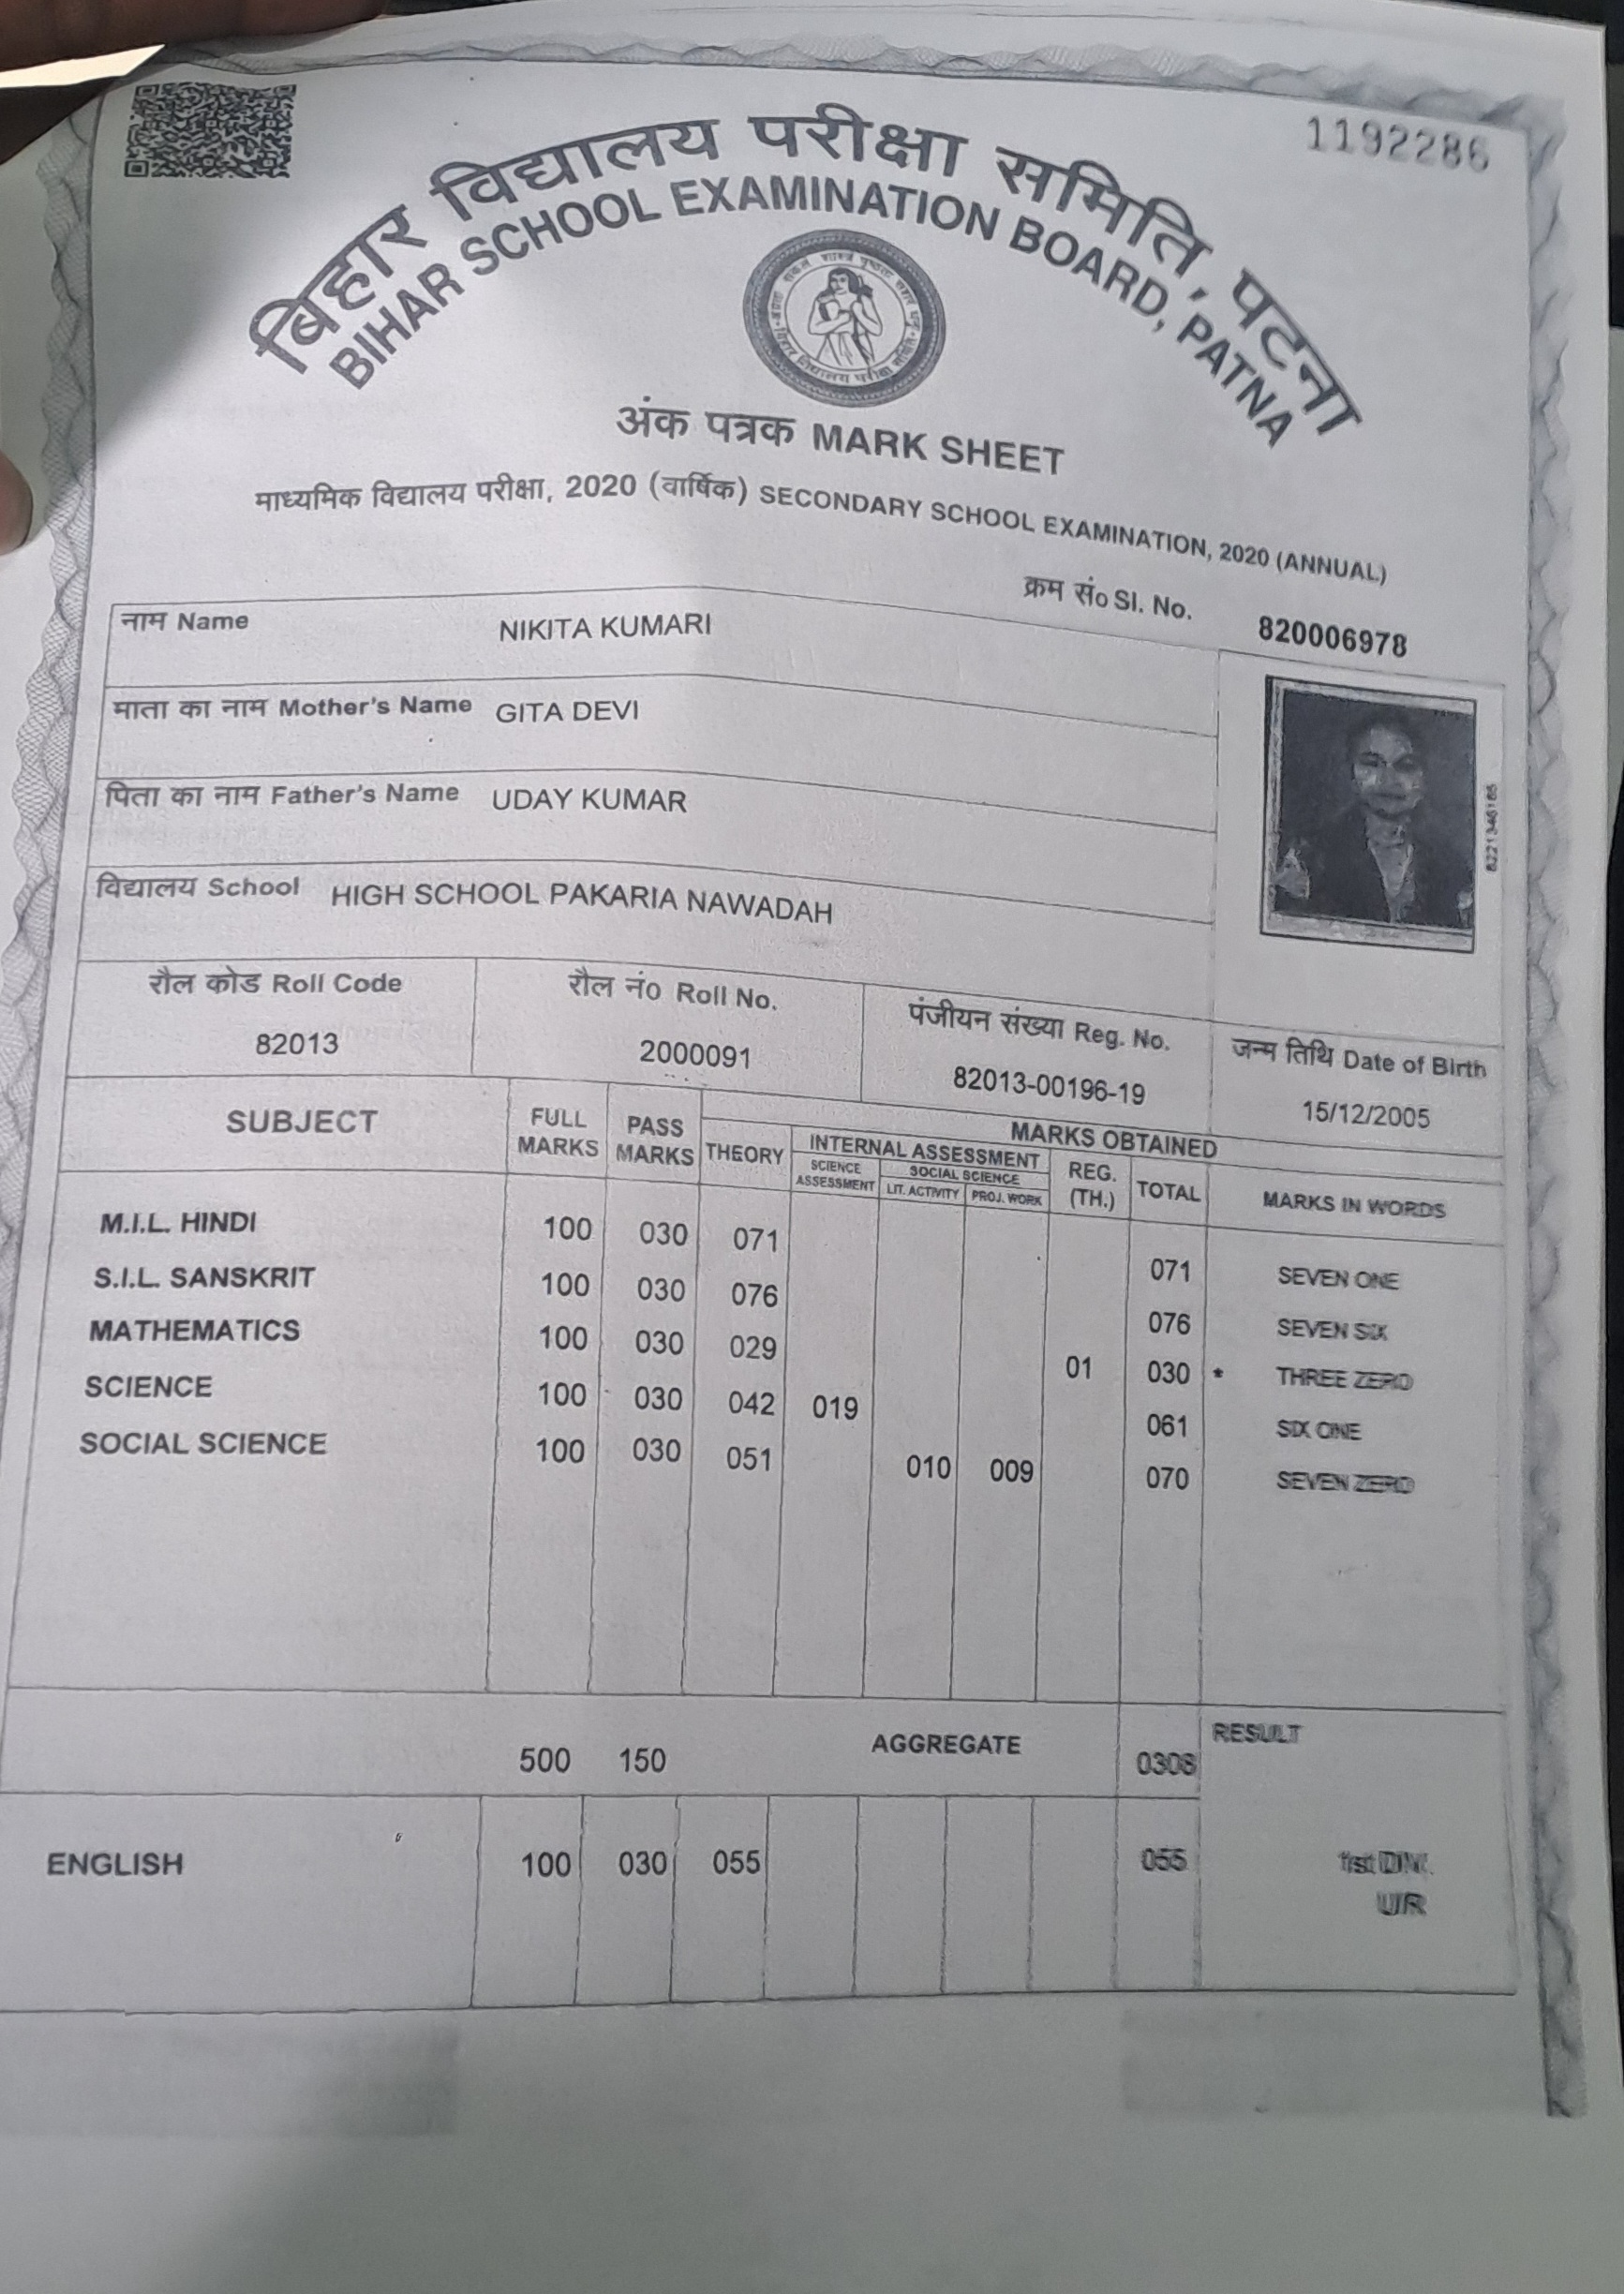 1192286
बिहार विद्यालय परीक्षा समिति, पटना
BIHAR SCHOOL EXAMINATION BOARD, PATNA
अंक पत्रक MARK SHEET
माध्यमिक विद्यालय परीक्षा, 2020 (वार्षिक) SECONDARY SCHOOL EXAMINATION, 2020 (ANNUAL)
क्रम सं० Sl. No. 820006978
नाम Name NIKITA KUMARI
माता का नाम Mother's Name GITA DEVI
पिता का नाम Father's Name UDAY KUMAR
विद्यालय School HIGH SCHOOL PAKARIA NAWADAH
8221346165
रौल कोड Roll Code रौल नं० Roll No. पंजीयन संख्या Reg. No. जन्म तिथि Date of Birth
82013 2000091 82013-00196-19 15/12/2005
SUBJECT FULL MARKS PASS MARKS MARKS OBTAINED
THEORY INTERNAL ASSESSMENT REG. (TH.) TOTAL MARKS IN WORDS
SCIENCE ASSESSMENT SOCIAL SCIENCE
LIT. ACTIVITY PROJ. WORK
M.I.L. HINDI 100 030 071 071 SEVEN ONE
S.I.L. SANSKRIT 100 030 076 076 SEVEN SIX
MATHEMATICS 100 030 029 01 030 * THREE ZERO
SCIENCE 100 030 042 019 061 SIX ONE
SOCIAL SCIENCE 100 030 051 010 009 070 SEVEN ZERO
500 150 AGGREGATE 0308 RESULT
ENGLISH 100 030 055 055 1st DIV.
U/R